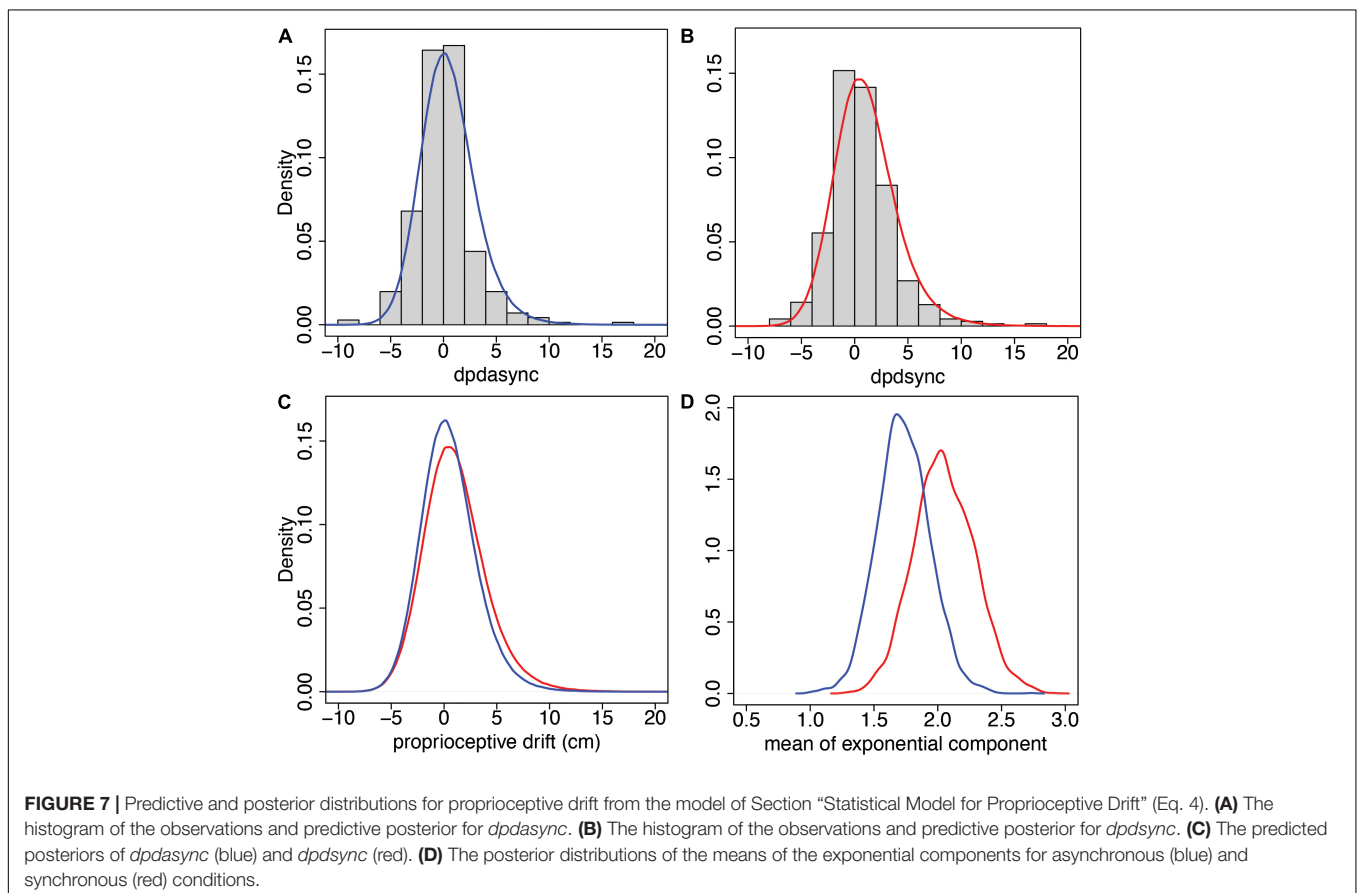 A
0.15
0.10
0.05
0.00
Density
−10 −5 0 5 10 15 20
dpdasync
B
0.15
0.10
0.05
0.00
−10 −5 0 5 10 15 20
dpdsync
C
0.15
0.10
0.05
0.00
Density
−10 −5 0 5 10 15 20
proprioceptive drift (cm)
D
2.0
1.5
1.0
0.5
0.0
0.5 1.0 1.5 2.0 2.5 3.0
mean of exponential component
FIGURE 7 | Predictive and posterior distributions for proprioceptive drift from the model of Section “Statistical Model for Proprioceptive Drift” (Eq. 4). (A) The
histogram of the observations and predictive posterior for dpdasync. (B) The histogram of the observations and predictive posterior for dpdsync. (C) The predicted
posteriors of dpdasync (blue) and dpdsync (red). (D) The posterior distributions of the means of the exponential components for asynchronous (blue) and
synchronous (red) conditions.